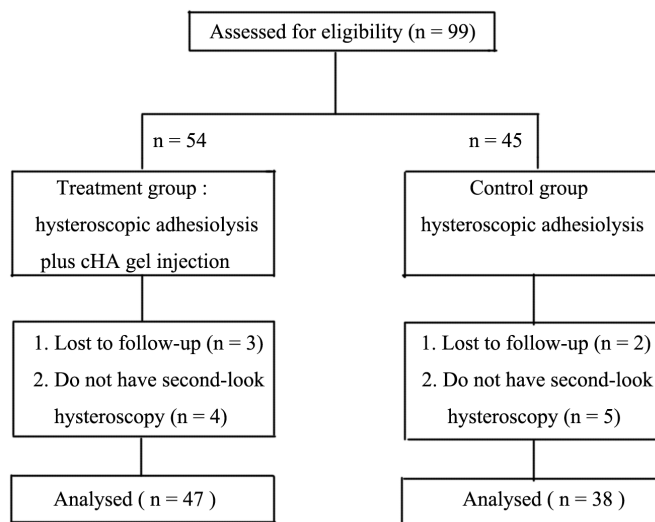 Assessed for eligibility (n = 99)
n = 54
n = 45
Treatment group :
hysteroscopic adhesiolysis
plus cHA gel injection
Control group
hysteroscopic adhesiolysis
1. Lost to follow-up (n = 3)
2. Do not have second-look
hysteroscopy (n = 4)
1. Lost to follow-up (n = 2)
2. Do not have second-look
hysteroscopy (n = 5)
Analysed ( n = 47 )
Analysed ( n = 38 )